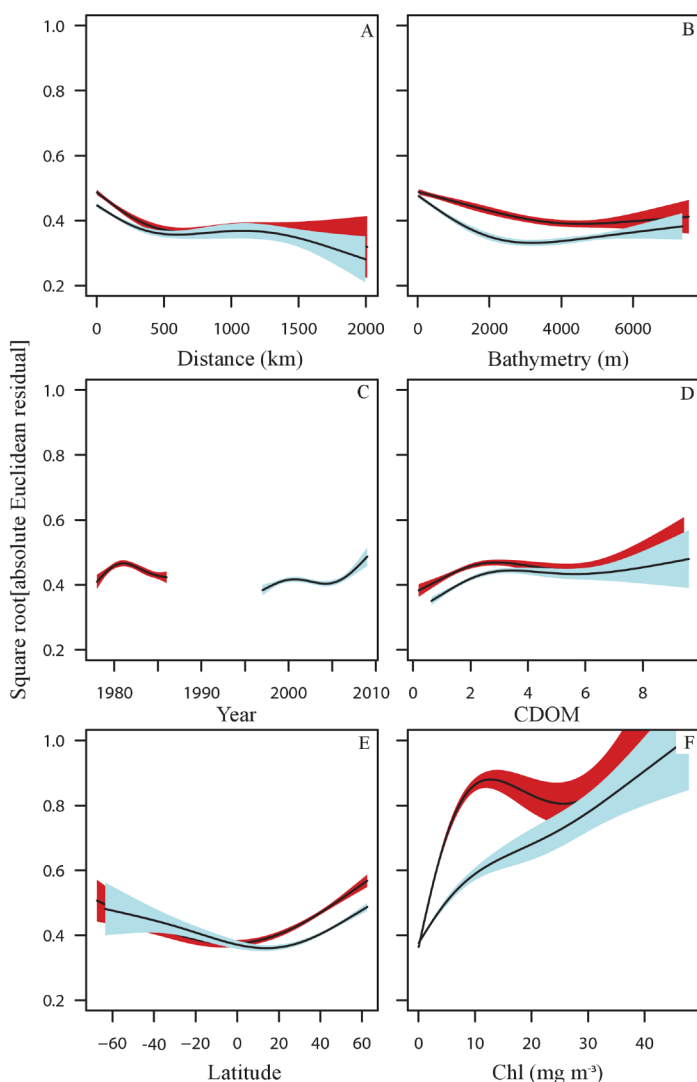 Square root[absolute Euclidean residual]
A
1.0
0.8
0.6
0.4
0.2
0 500 1000 1500 2000
Distance (km)
B
0 2000 4000 6000
Bathymetry (m)
C
1.0
0.8
0.6
0.4
0.2
1980 1990 2000 2010
Year
D
0 2 4 6 8
CDOM
E
1.0
0.8
0.6
0.4
0.2
−60 -40 −20 0 20 40 60
Latitude
F
0 10 20 30 40
Chl (mg m⁻³)